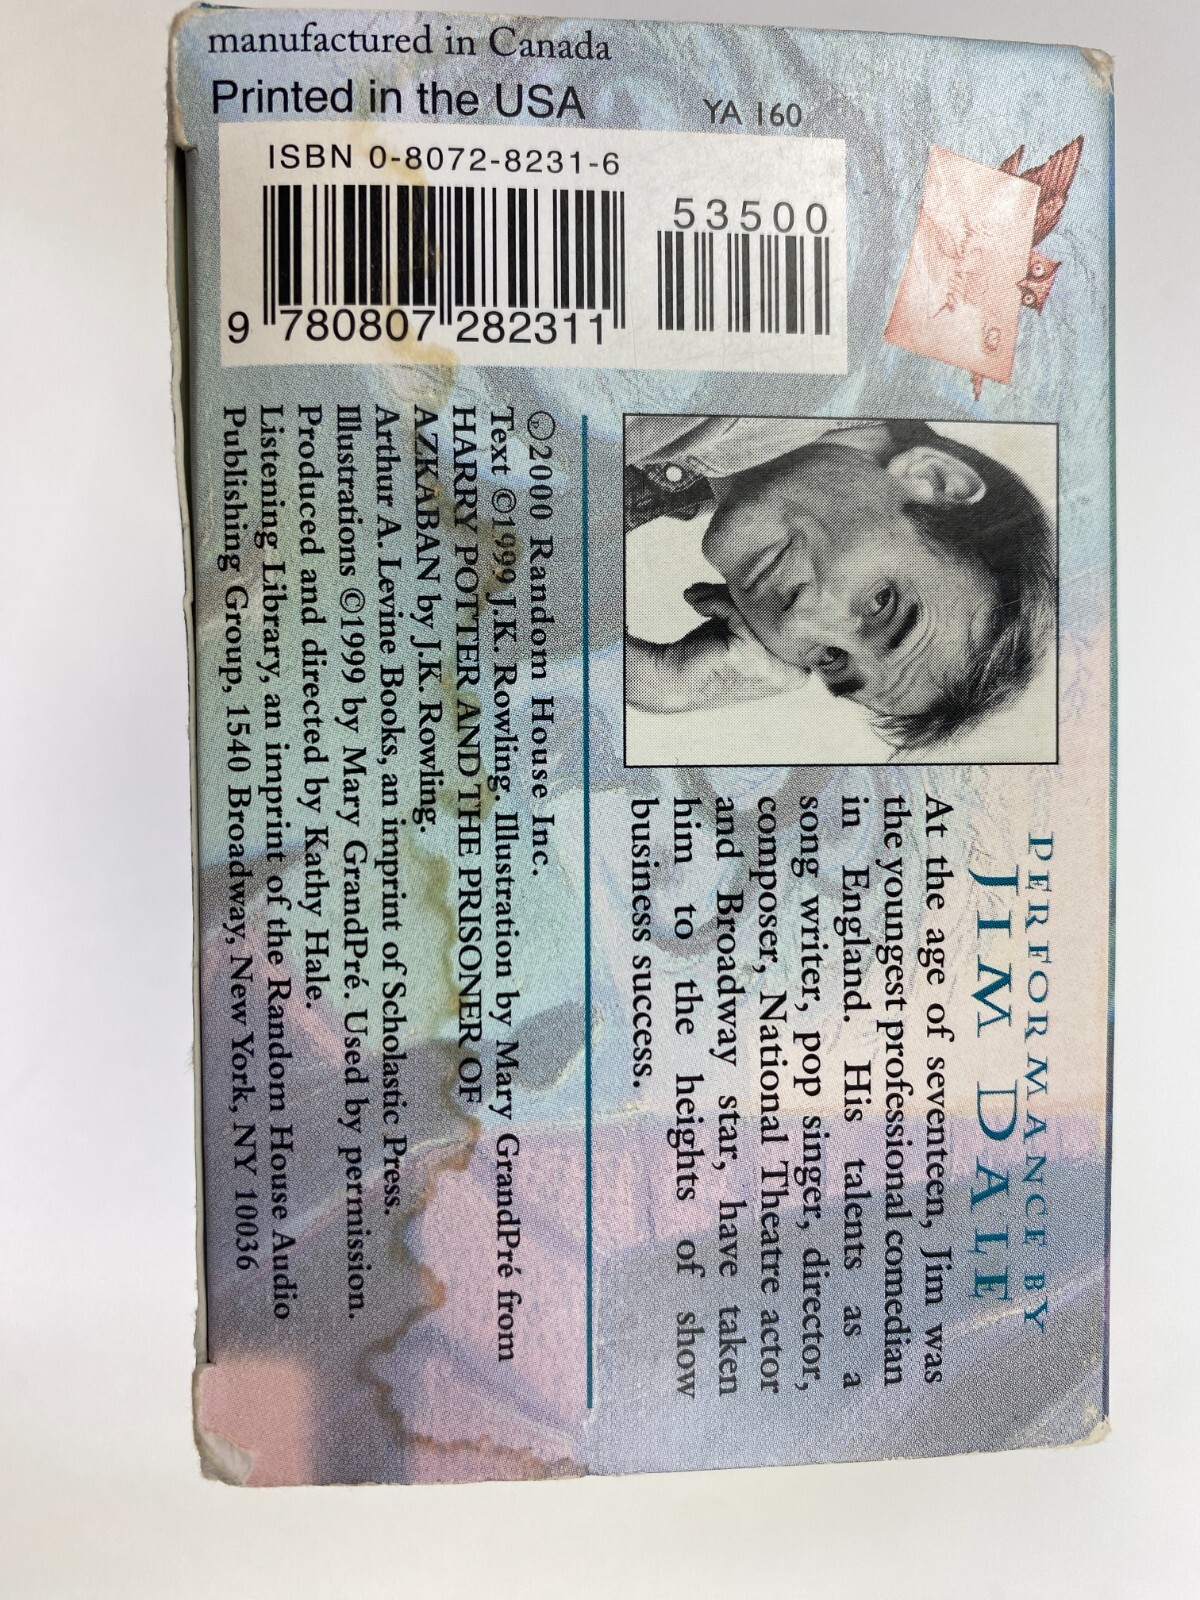 manufactured in Canada
Printed in the USA
YA 160
ISBN 0-8072-8231-6
53500
9 780807 282311
PERFORMANCE BY
JIM DALE
At the age of seventeen, Jim was
the youngest professional comedian
in England. His talents as a
song writer, pop singer, director,
composer, National Theatre actor
and Broadway star, have taken
him to the heights of show
business success.
℗2000 Random House Inc.
Text ©1999 J.K. Rowling. Illustration by Mary GrandPré from
HARRY POTTER AND THE PRISONER OF
AZKABAN by J.K. Rowling.
Arthur A. Levine Books, an imprint of Scholastic Press.
Illustrations ©1999 by Mary GrandPré. Used by permission.
Produced and directed by Kathy Hale.
Listening Library, an imprint of the Random House Audio
Publishing Group, 1540 Broadway, New York, NY 10036